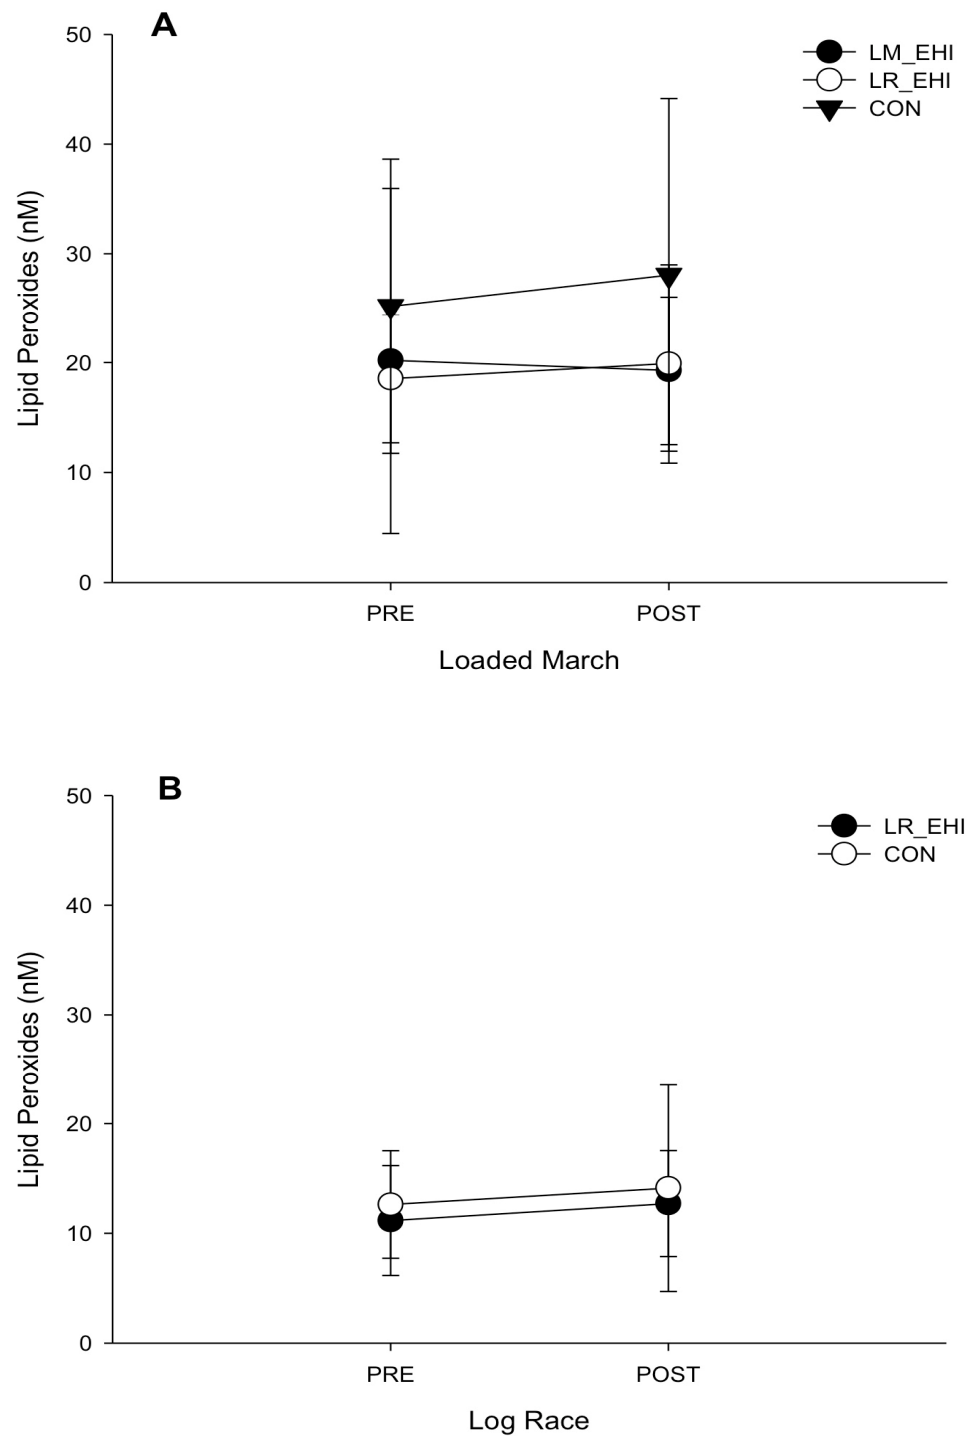 A
50
40
30
20
10
0
Lipid Peroxides (nM)
LM_EHI
LR_EHI
CON
PRE POST
Loaded March
B
50
40
30
20
10
0
Lipid Peroxides (nM)
LR_EHI
CON
PRE POST
Log Race